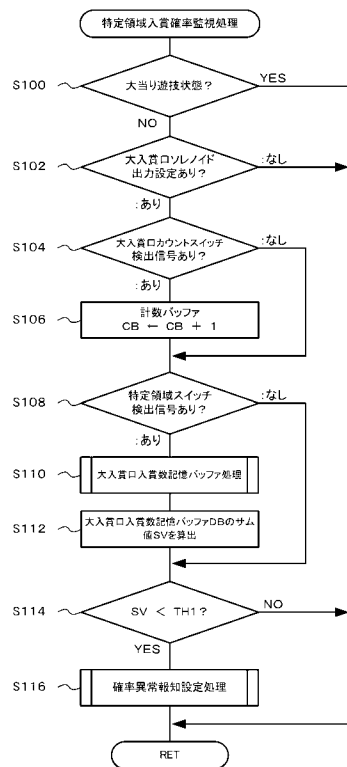 特定領域入賞確率監視処理
S100
大当り遊技状態？
YES
NO
S102
大入賞口ソレノイド
出力設定あり？
:なし
:あり
S104
大入賞口カウントスイッチ
検出信号あり？
:なし
:あり
S106
計数バッファ
CB ← CB + 1
S108
特定領域スイッチ
検出信号あり？
:なし
:あり
S110
大入賞口入賞数記憶バッファ処理
S112
大入賞口入賞数記憶バッファDBのサム
値SVを算出
S114
SV < TH1？
NO
YES
S116
確率異常報知設定処理
RET